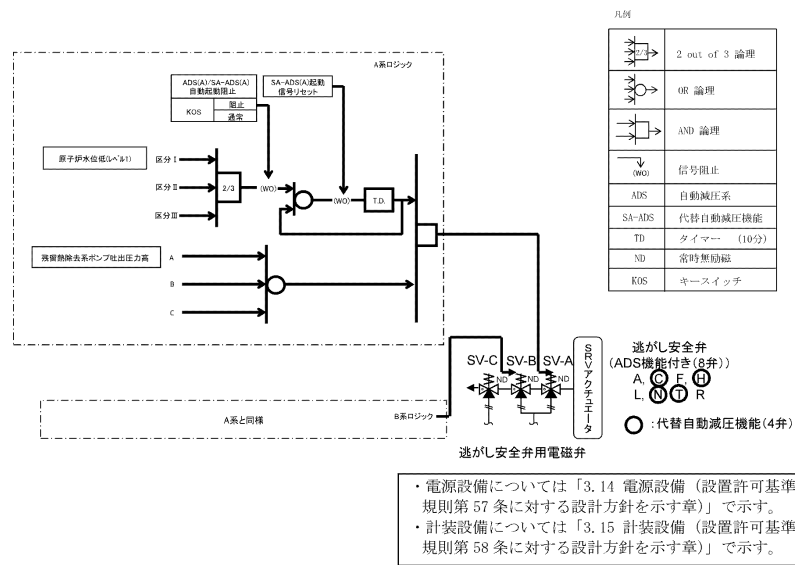 凡例
2/3
2 out of 3 論理
OR 論理
AND 論理
(WO)
信号阻止
ADS
自動減圧系
SA-ADS
代替自動減圧機能
TD
タイマー (10分)
ND
常時無励磁
KOS
キースイッチ
A系ロジック
ADS(A)/SA-ADS(A)
自動起動阻止
KOS
阻止
通常
SA-ADS(A)起動
信号リセット
原子炉水位低(レベル1)
区分Ⅰ
区分Ⅱ
区分Ⅲ
2/3
(WO)
(WO)
T.D.
残留熱除去系ポンプ吐出圧力高
A
B
C
SV-C
SV-B
SV-A
ND
ND
ND
SRVアクチュエータ
逃がし安全弁
(ADS機能付き(8弁))
A, C F, H
L, N T R
:代替自動減圧機能(4弁)
A系と同様
B系ロジック
逃がし安全弁用電磁弁
・電源設備については「3.14 電源設備(設置許可基準
規則第57条に対する設計方針を示す章)」で示す。
・計装設備については「3.15 計装設備(設置許可基準
規則第58条に対する設計方針を示す章)」で示す。